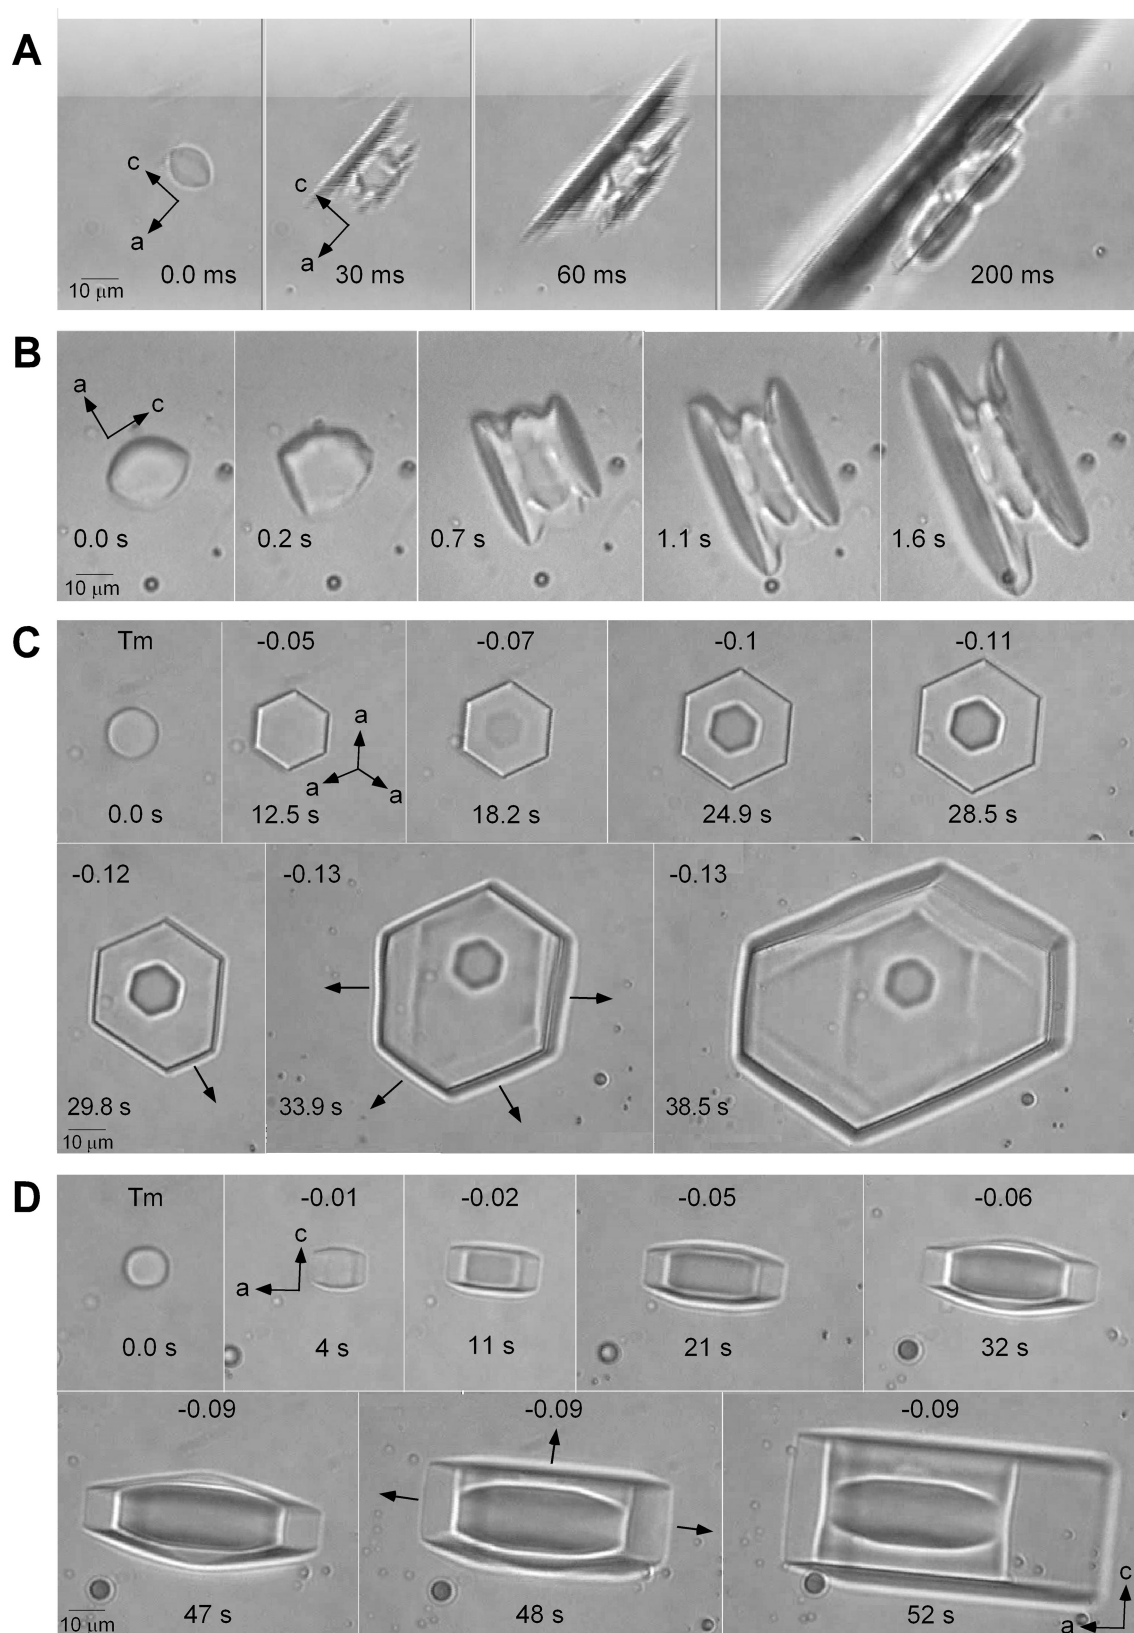 A
c
a
c
a
10 µm
0.0 ms
30 ms
60 ms
200 ms
B
a
c
0.0 s
0.2 s
0.7 s
1.1 s
1.6 s
10 µm
C
Tm
-0.05
-0.07
-0.1
-0.11
a
a
a
0.0 s
12.5 s
18.2 s
24.9 s
28.5 s
-0.12
-0.13
-0.13
29.8 s
33.9 s
38.5 s
10 µm
D
Tm
-0.01
-0.02
-0.05
-0.06
c
a
0.0 s
4 s
11 s
21 s
32 s
-0.09
-0.09
-0.09
c
a
47 s
48 s
52 s
10 µm